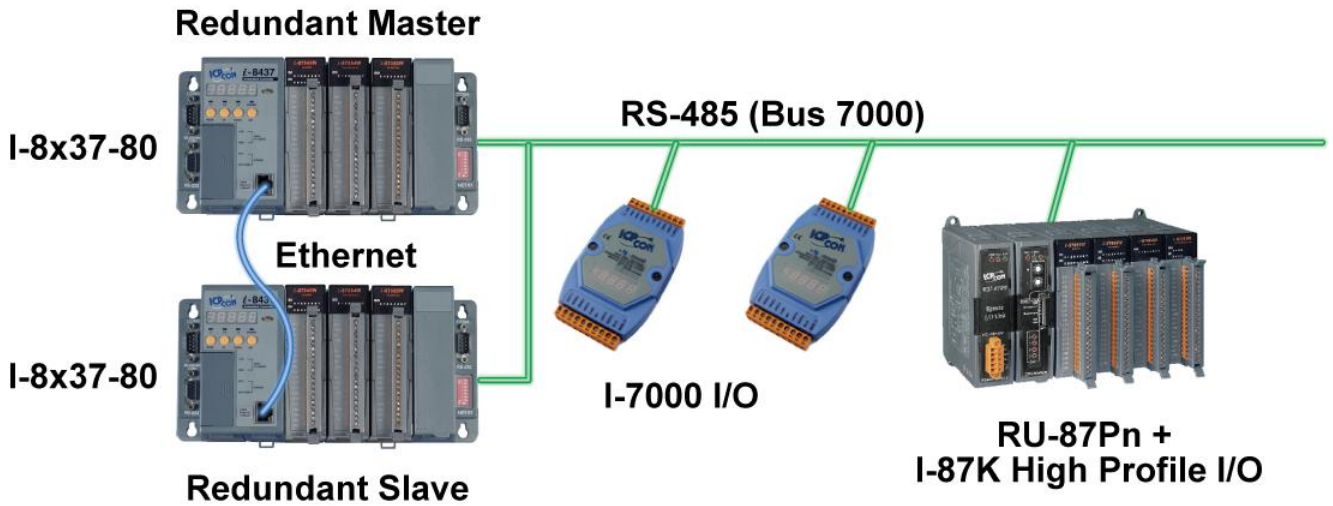 Redundant Master
I-8x37-80
i-8437
RS-485 (Bus 7000)
Ethernet
I-8x37-80
I-7000 I/O
RU-87Pn +
I-87K High Profile I/O
Redundant Slave